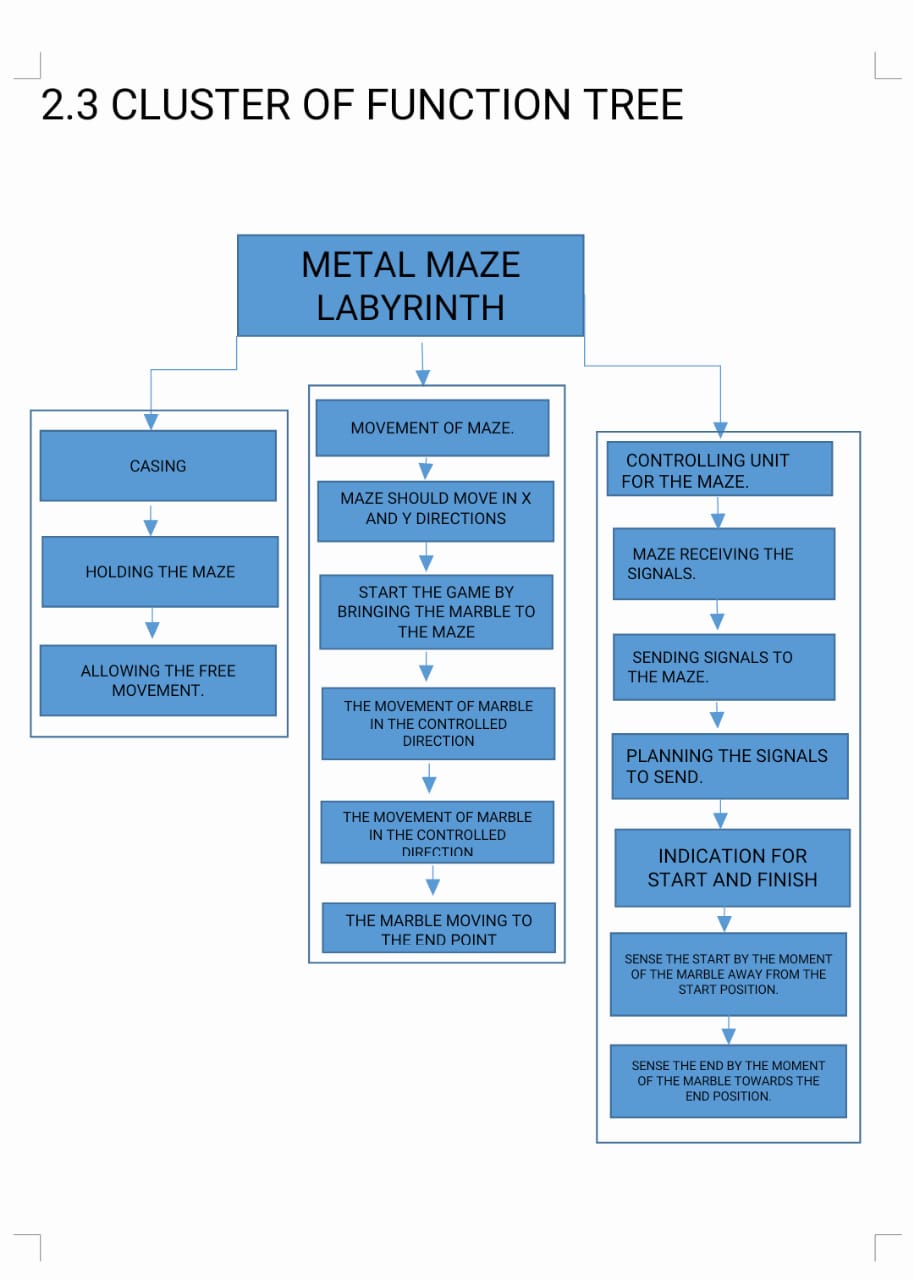 2.3 CLUSTER OF FUNCTION TREE
METAL MAZE
LABYRINTH
CASING
HOLDING THE MAZE
ALLOWING THE FREE
MOVEMENT.
MOVEMENT OF MAZE.
MAZE SHOULD MOVE IN X
AND Y DIRECTIONS
START THE GAME BY
BRINGING THE MARBLE TO
THE MAZE
THE MOVEMENT OF MARBLE
IN THE CONTROLLED
DIRECTION
THE MOVEMENT OF MARBLE
IN THE CONTROLLED
DIRECTION
THE MARBLE MOVING TO
THE END POINT
CONTROLLING UNIT
FOR THE MAZE.
MAZE RECEIVING THE
SIGNALS.
SENDING SIGNALS TO
THE MAZE.
PLANNING THE SIGNALS
TO SEND.
INDICATION FOR
START AND FINISH
SENSE THE START BY THE MOMENT
OF THE MARBLE AWAY FROM THE
START POSITION.
SENSE THE END BY THE MOMENT
OF THE MARBLE TOWARDS THE
END POSITION.